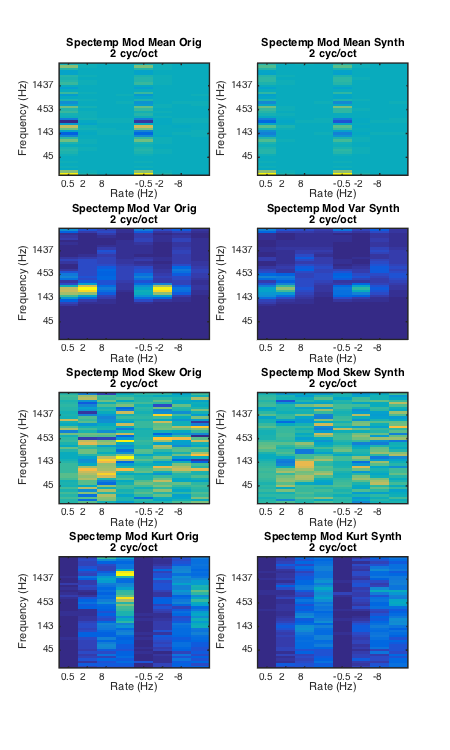 Spectemp Mod Mean Orig
2 cyc/oct
Frequency (Hz)
1437
453
143
45
0.5 2 8 -0.5 -2 -8
Rate (Hz)
Spectemp Mod Mean Synth
2 cyc/oct
Frequency (Hz)
1437
453
143
45
0.5 2 8 -0.5 -2 -8
Rate (Hz)
Spectemp Mod Var Orig
2 cyc/oct
Frequency (Hz)
1437
453
143
45
0.5 2 8 -0.5 -2 -8
Rate (Hz)
Spectemp Mod Var Synth
2 cyc/oct
Frequency (Hz)
1437
453
143
45
0.5 2 8 -0.5 -2 -8
Rate (Hz)
Spectemp Mod Skew Orig
2 cyc/oct
Frequency (Hz)
1437
453
143
45
0.5 2 8 -0.5 -2 -8
Rate (Hz)
Spectemp Mod Skew Synth
2 cyc/oct
Frequency (Hz)
1437
453
143
45
0.5 2 8 -0.5 -2 -8
Rate (Hz)
Spectemp Mod Kurt Orig
2 cyc/oct
Frequency (Hz)
1437
453
143
45
0.5 2 8 -0.5 -2 -8
Rate (Hz)
Spectemp Mod Kurt Synth
2 cyc/oct
Frequency (Hz)
1437
453
143
45
0.5 2 8 -0.5 -2 -8
Rate (Hz)